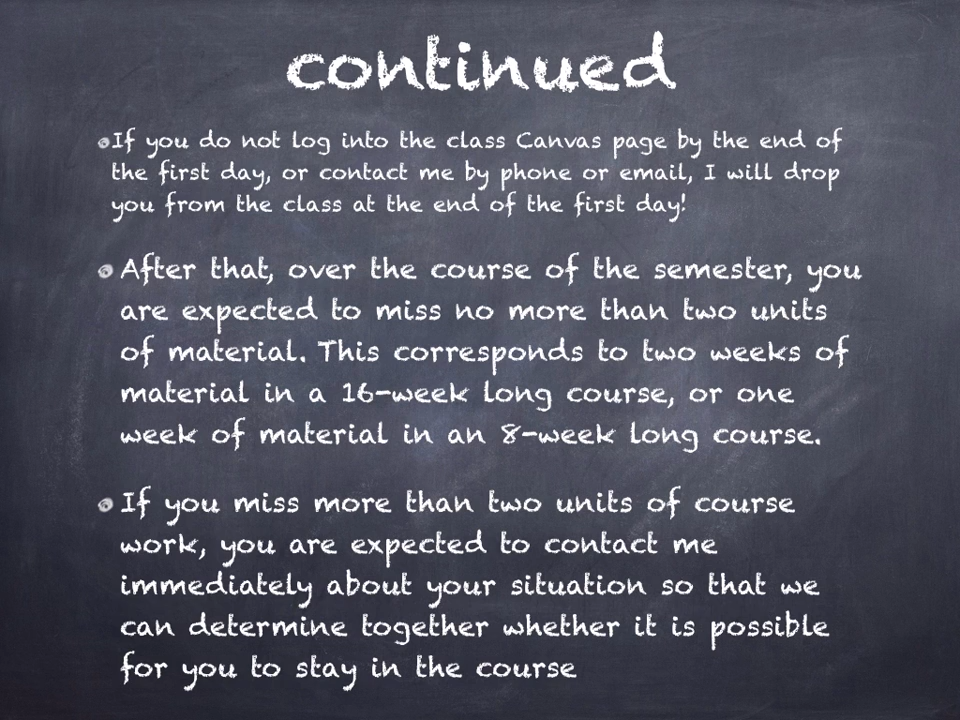 continued
If you do not log into the class Canvas page by the end of
the first day, or contact me by phone or email, I will drop
you from the class at the end of the first day!
After that, over the course of the semester, you
are expected to miss no more than two units
of material. This corresponds to two weeks of
material in a 16-week long course, or one
week of material in an 8-week long course.
If you miss more than two units of course
work, you are expected to contact me
immediately about your situation so that we
can determine together whether it is possible
for you to stay in the course